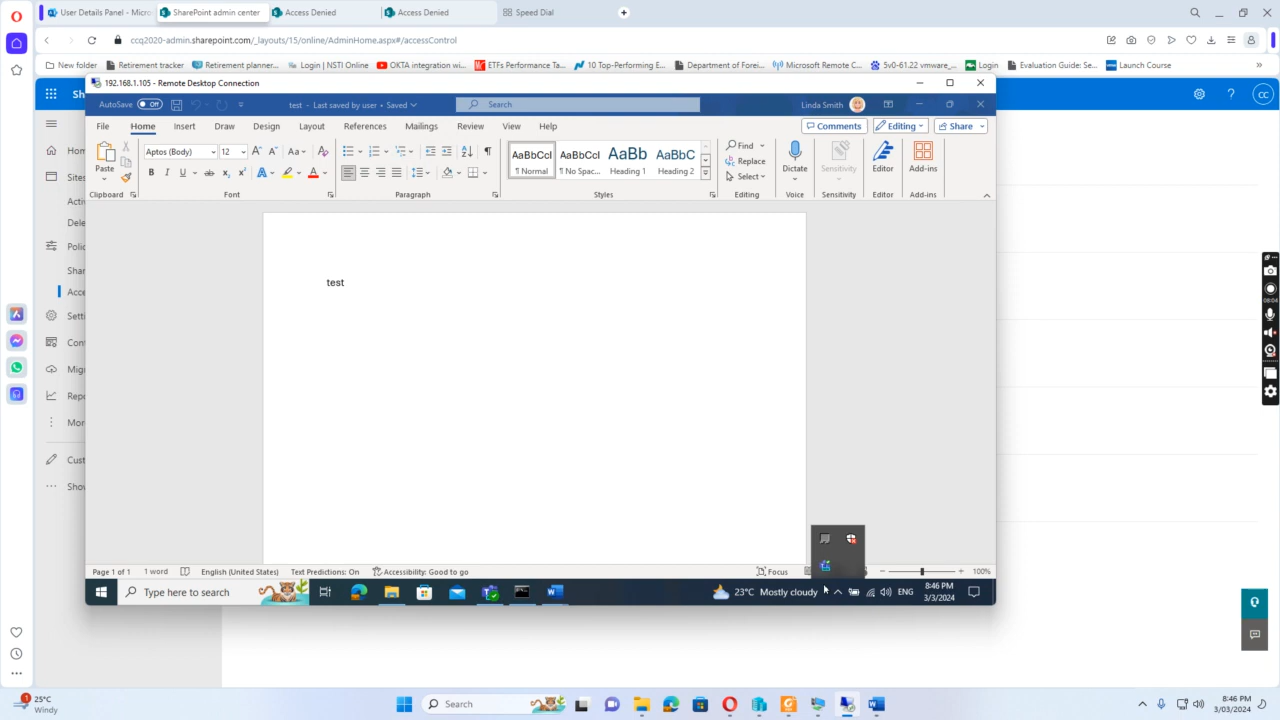 User Details Panel - Micros
SharePoint admin center
Access Denied
Access Denied
Speed Dial
ccq2020-admin.sharepoint.com/_layouts/15/online/AdminHome.aspx#/accessControl
New folder
Retirement tracker
Retirement planner...
Login | NSTI Online
OKTA integration wi...
ETFs Performance Ta...
10 Top-Performing E...
Department of Forei...
Microsoft Remote C...
5v0-61.22 vmware_...
Login
Evaluation Guide: Se...
Launch Course
192.168.1.105 - Remote Desktop Connection
Sh
CC
AutoSave Off
test - Last saved by user • Saved
Search
Linda Smith
File Home Insert Draw Design Layout References Mailings Review View Help
Comments Editing Share
Paste
Aptos (Body) 12
Find
Replace
Select
AaBbCcI AaBbCcI AaBb AaBbC
Normal No Spac... Heading 1 Heading 2
Dictate Sensitivity Editor Add-ins
Clipboard Font Paragraph Styles Editing Voice Sensitivity Editor Add-ins
Hom
Sites
Activ
Dele
Polic
Shar
Acce
Setti
Cont
Migr
Repo
More
Cust
Show
test
08:04
Page 1 of 1 1 word English (United States) Text Predictions: On Accessibility: Good to go Focus 100%
Type here to search
23°C Mostly cloudy
ENG
8:46 PM
3/3/2024
1
25°C
Windy
Search
8:46 PM
3/03/2024